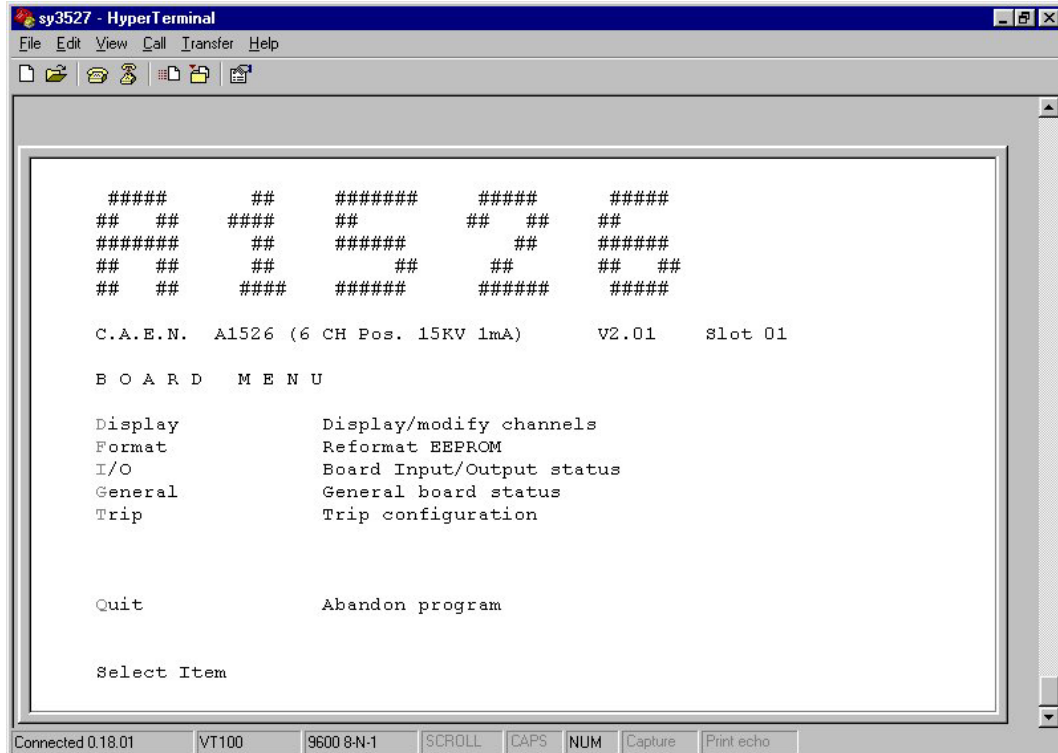 sy3527 - HyperTerminal
File Edit View Call Transfer Help
A1526
C.A.E.N. A1526 (6 CH Pos. 15KV 1mA) V2.01 Slot 01
B O A R D M E N U
Display Display/modify channels
Format Reformat EEPROM
I/O Board Input/Output status
General General board status
Trip Trip configuration
Quit Abandon program
Select Item
Connected 0.18.01 VT100 9600 8-N-1 SCROLL CAPS NUM Capture Print echo